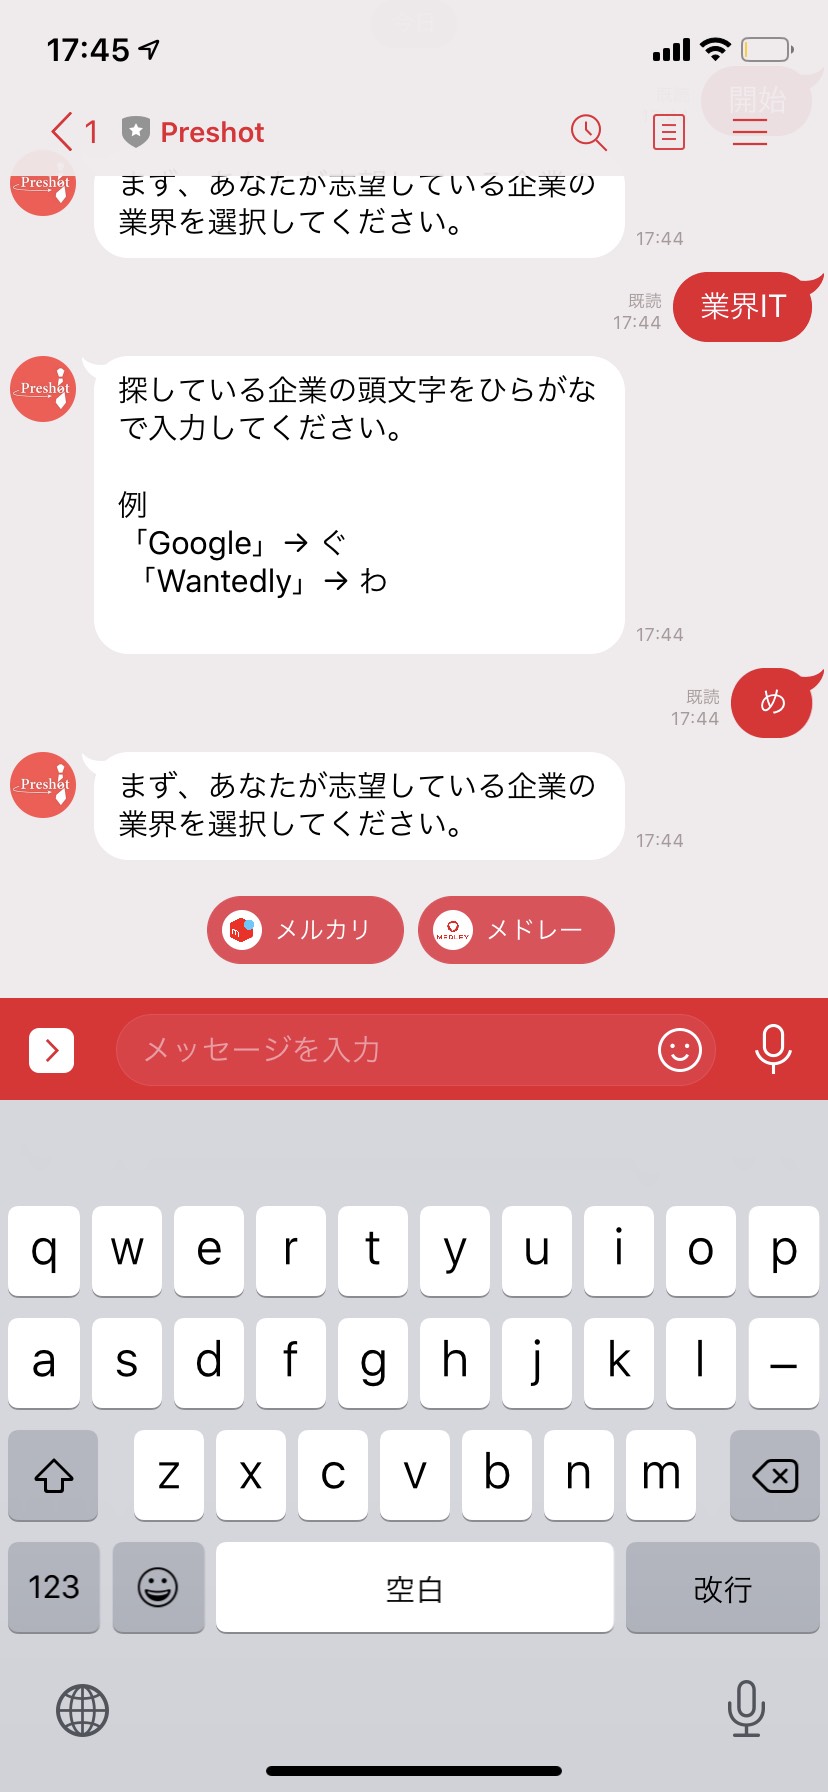 今日
17:45
既読
開始
1 Preshot
Preshot
まず、あなたが志望している企業の
業界を選択してください。
17:44
既読
17:44
業界IT
Preshot
探している企業の頭文字をひらがな
で入力してください。
例
「Google」→ ぐ
「Wantedly」→ わ
17:44
既読
17:44
め
Preshot
まず、あなたが志望している企業の
業界を選択してください。
17:44
メルカリ
MEDLEY メドレー
メッセージを入力
q w e r t y u i o p
a s d f g h j k l ー
z x c v b n m
123 空白 改行